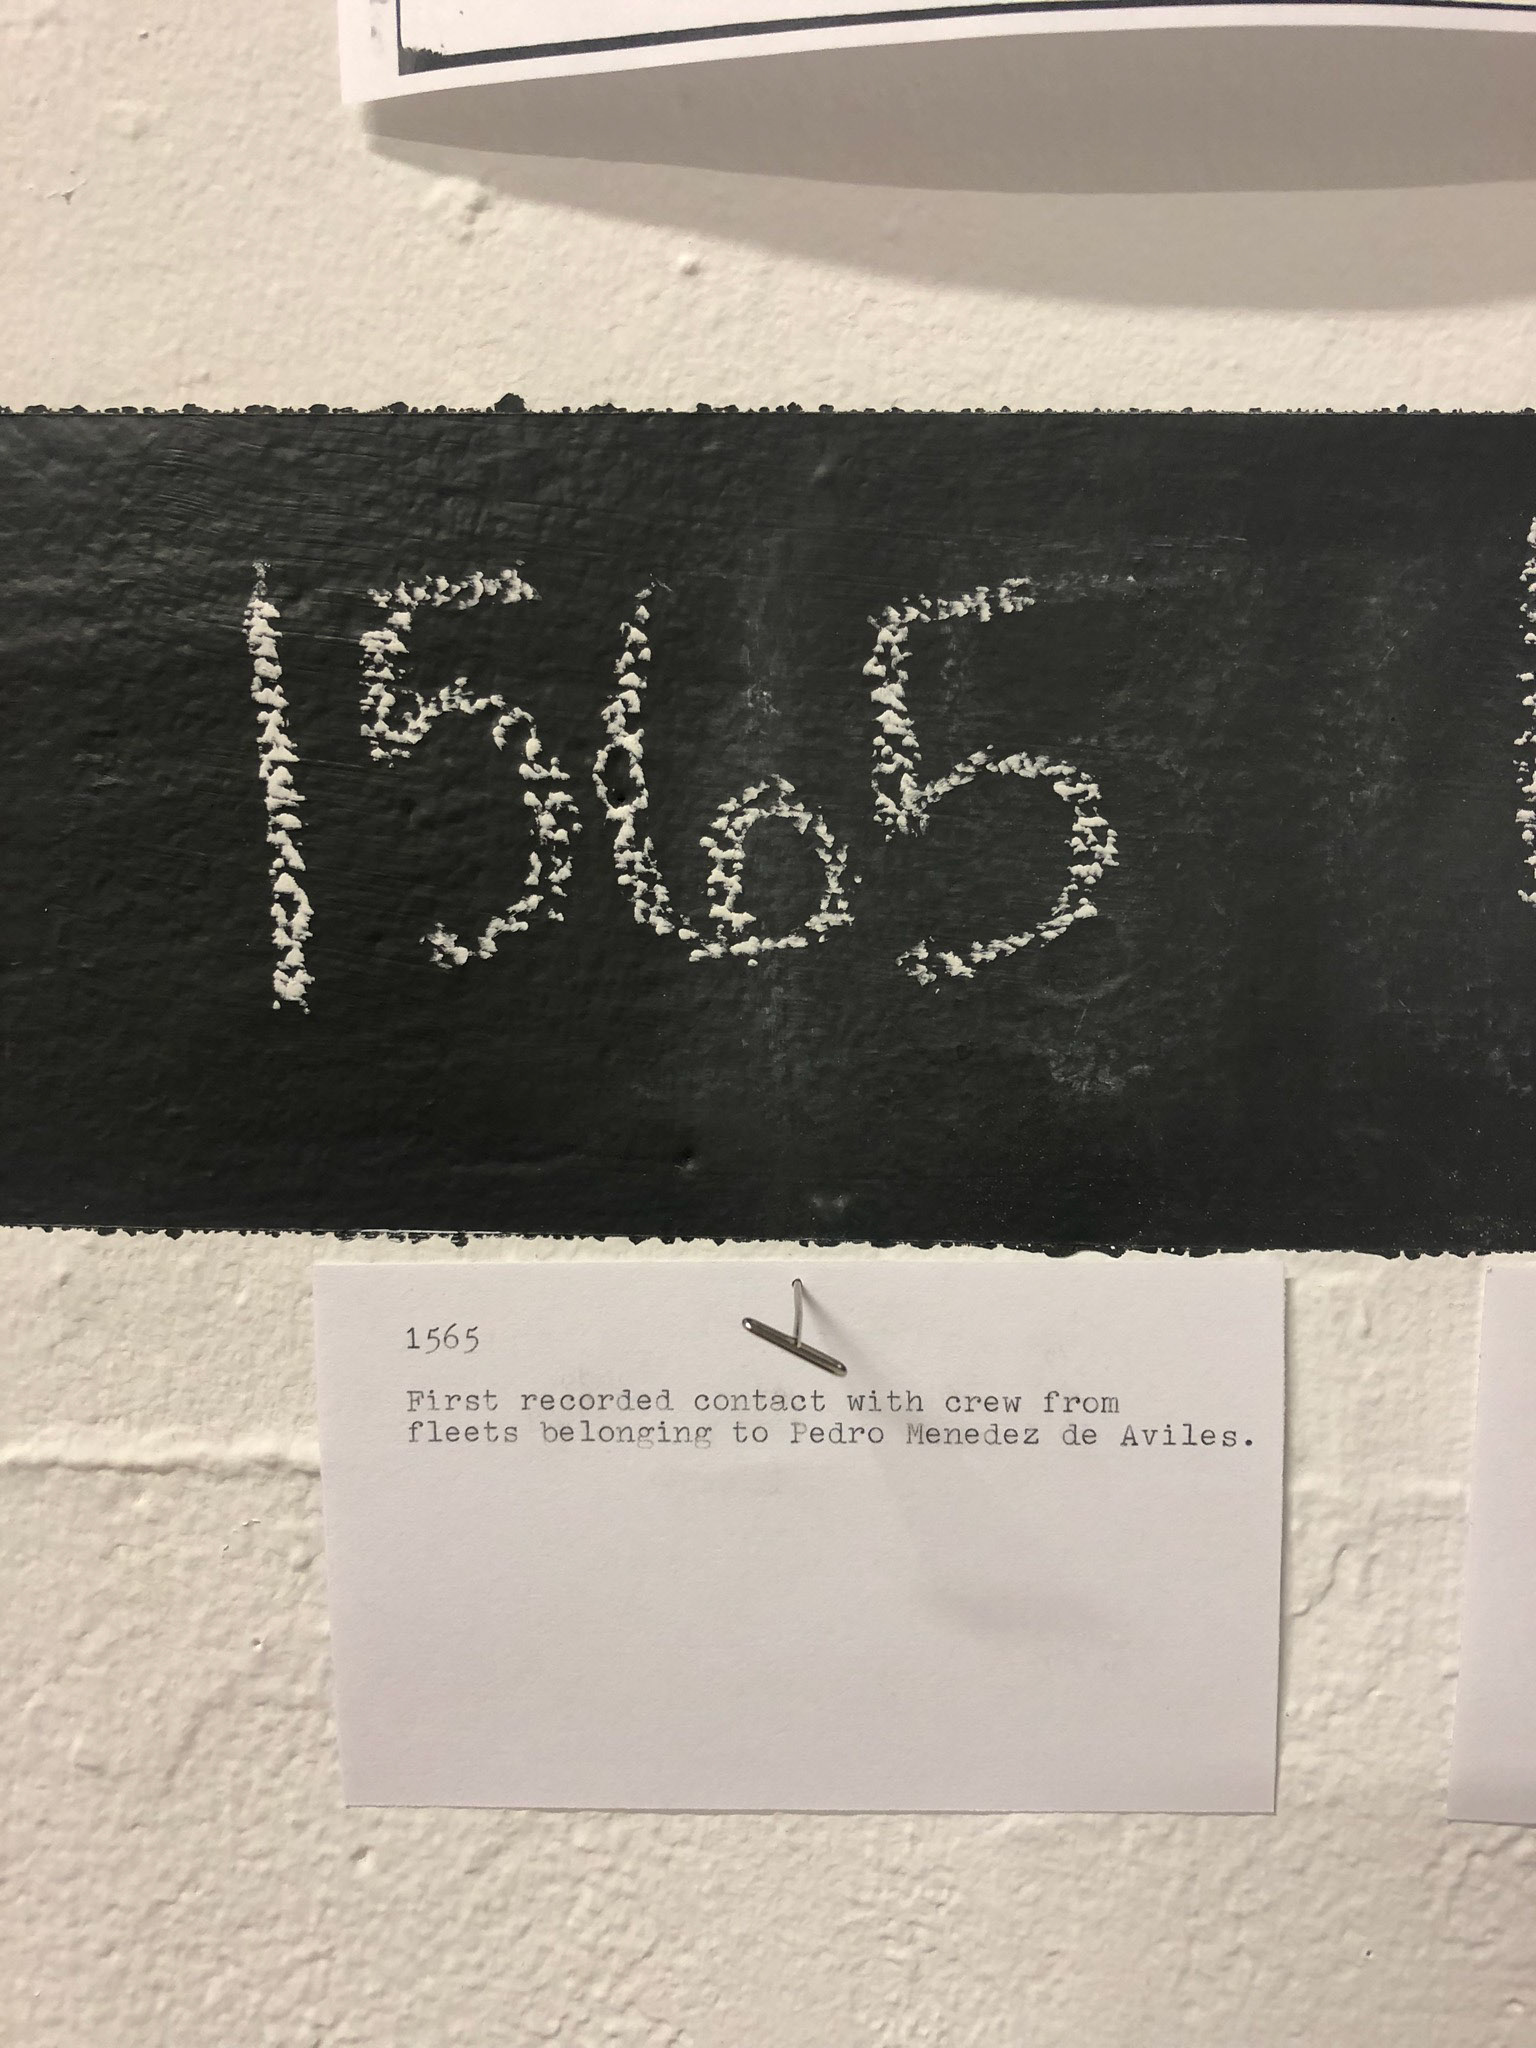 1565
1565
First recorded contact with crew from
fleets belonging to Pedro Menedez de Aviles.